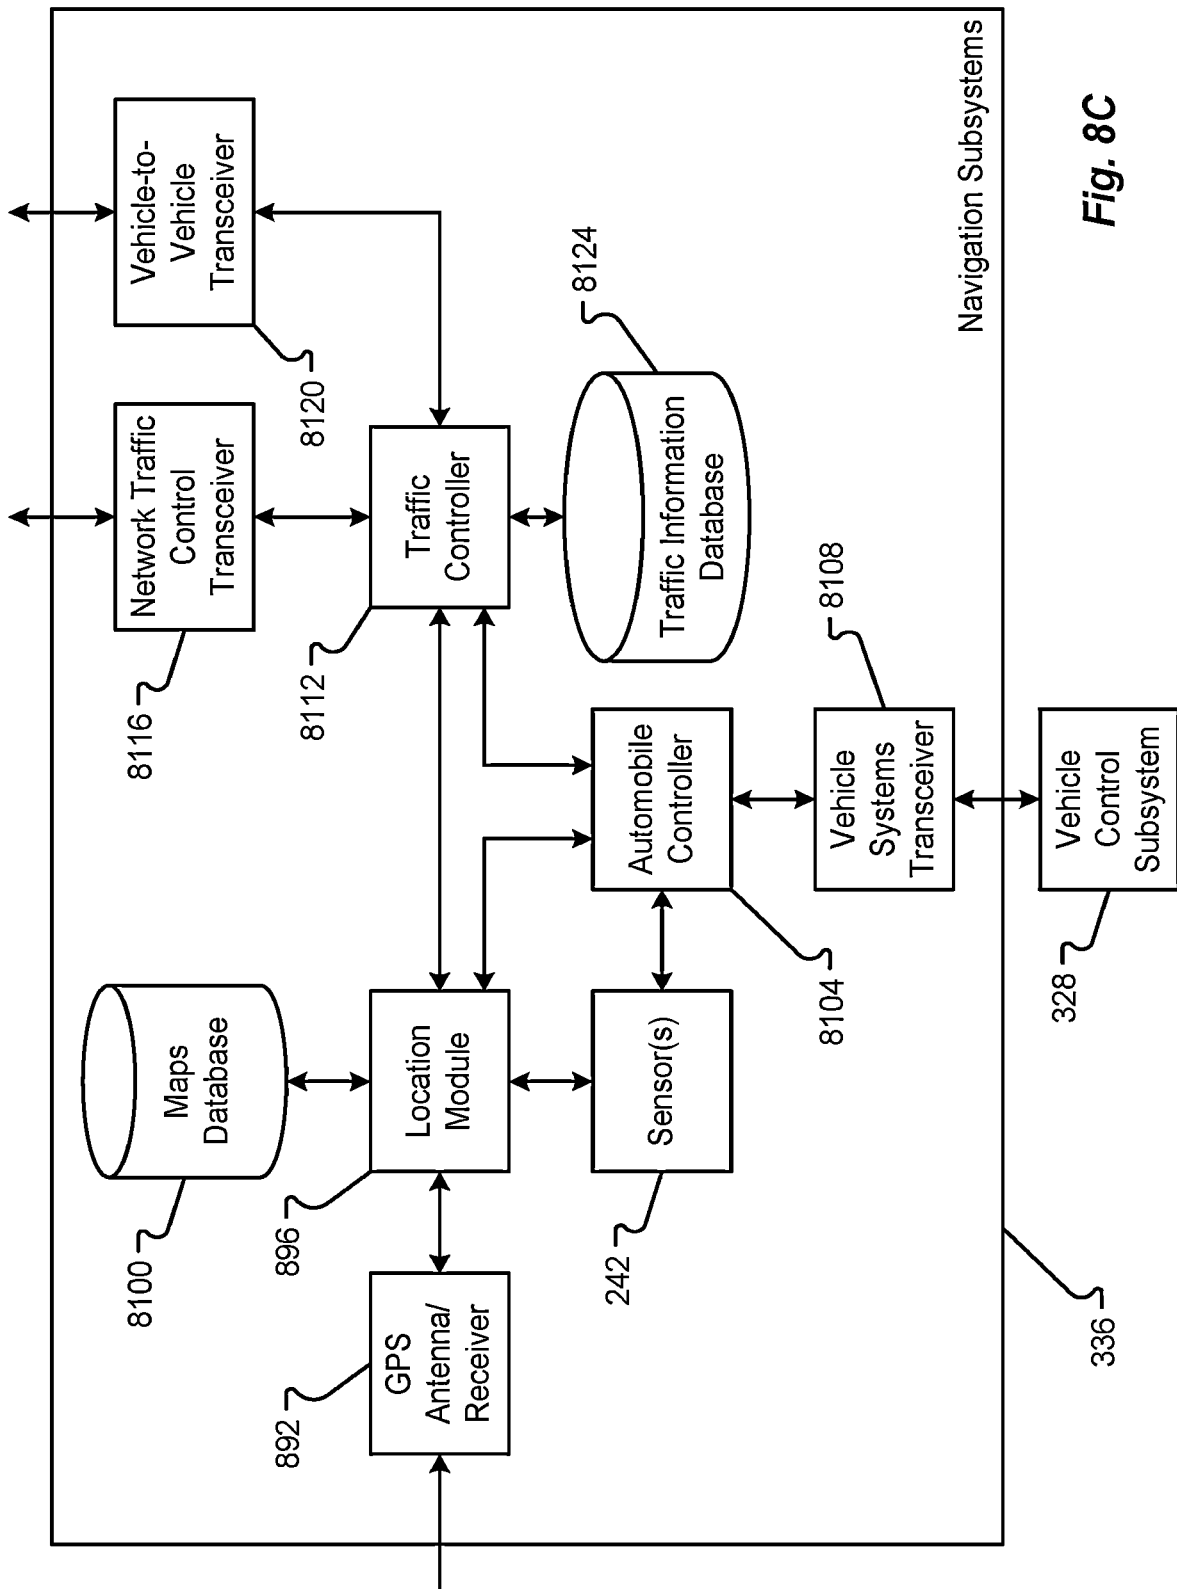 Vehicle-to-
Vehicle
Transceiver
8120
Network Traffic
Control
Transceiver
8116
Maps
Database
8100
GPS
Antenna/
Receiver
892
Location
Module
896
Traffic
Controller
8112
Traffic Information
Database
8124
Sensor(s)
242
Automobile
Controller
8104
Vehicle
Systems
Transceiver
8108
Vehicle
Control
Subsystem
328
Navigation Subsystems
336
Fig. 8C